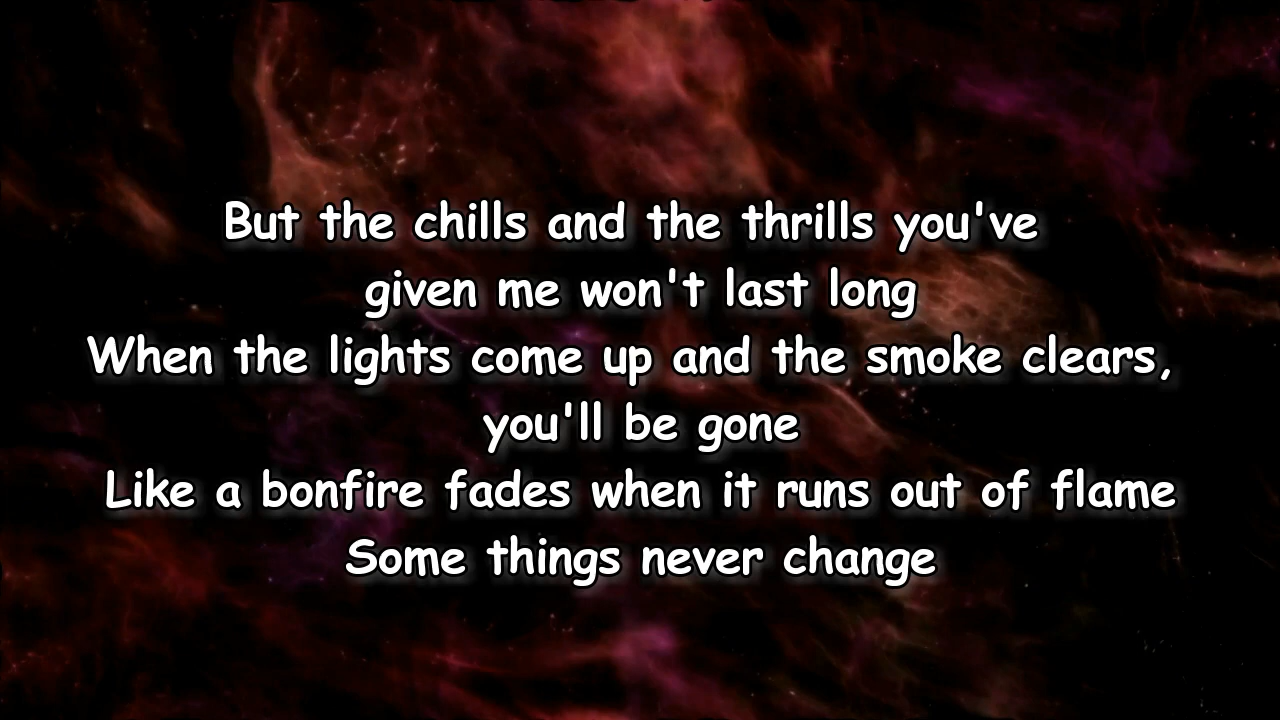 But the chills and the thrills you've
given me won't last long
When the lights come up and the smoke clears,
you'll be gone
Like a bonfire fades when it runs out of flame
Some things never change